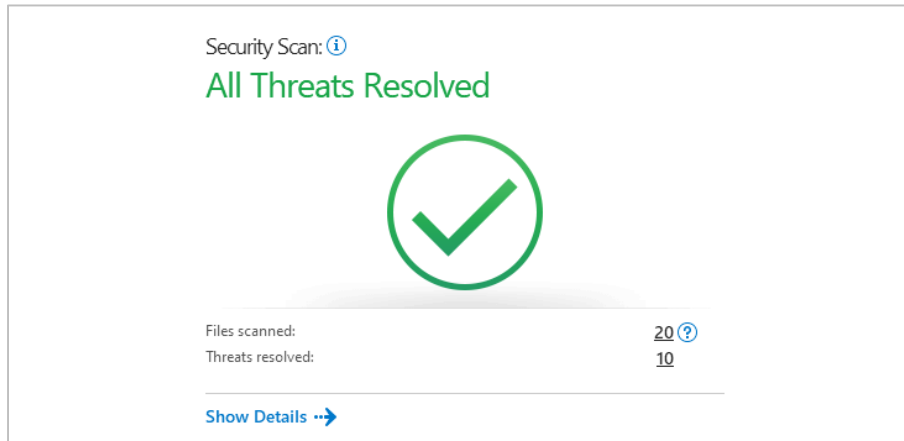 Security Scan:
All Threats Resolved
Files scanned: 20
Threats resolved: 10
Show Details